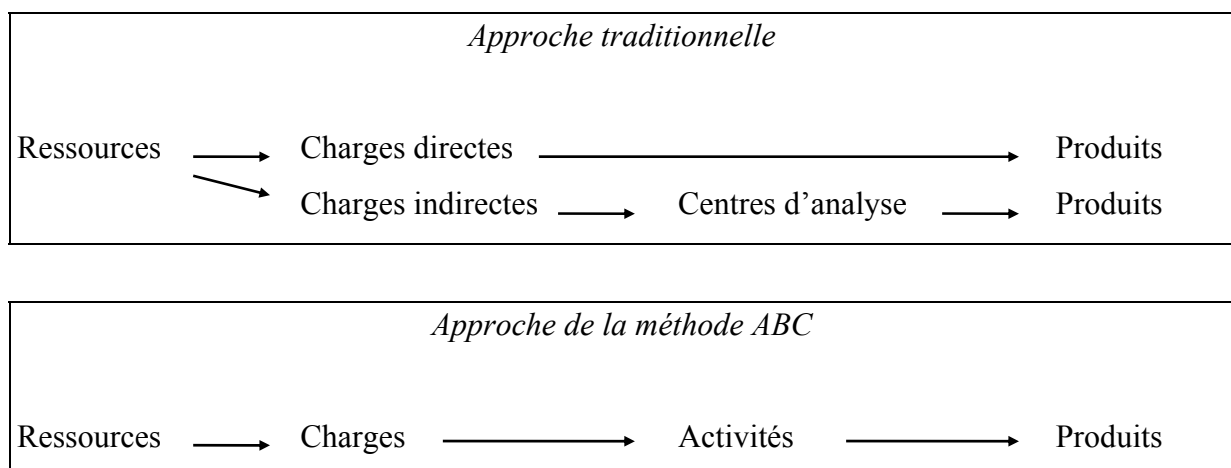 Approche traditionnelle
Ressources Charges directes Produits
Charges indirectes Centres d’analyse Produits
Approche de la méthode ABC
Ressources Charges Activités Produits